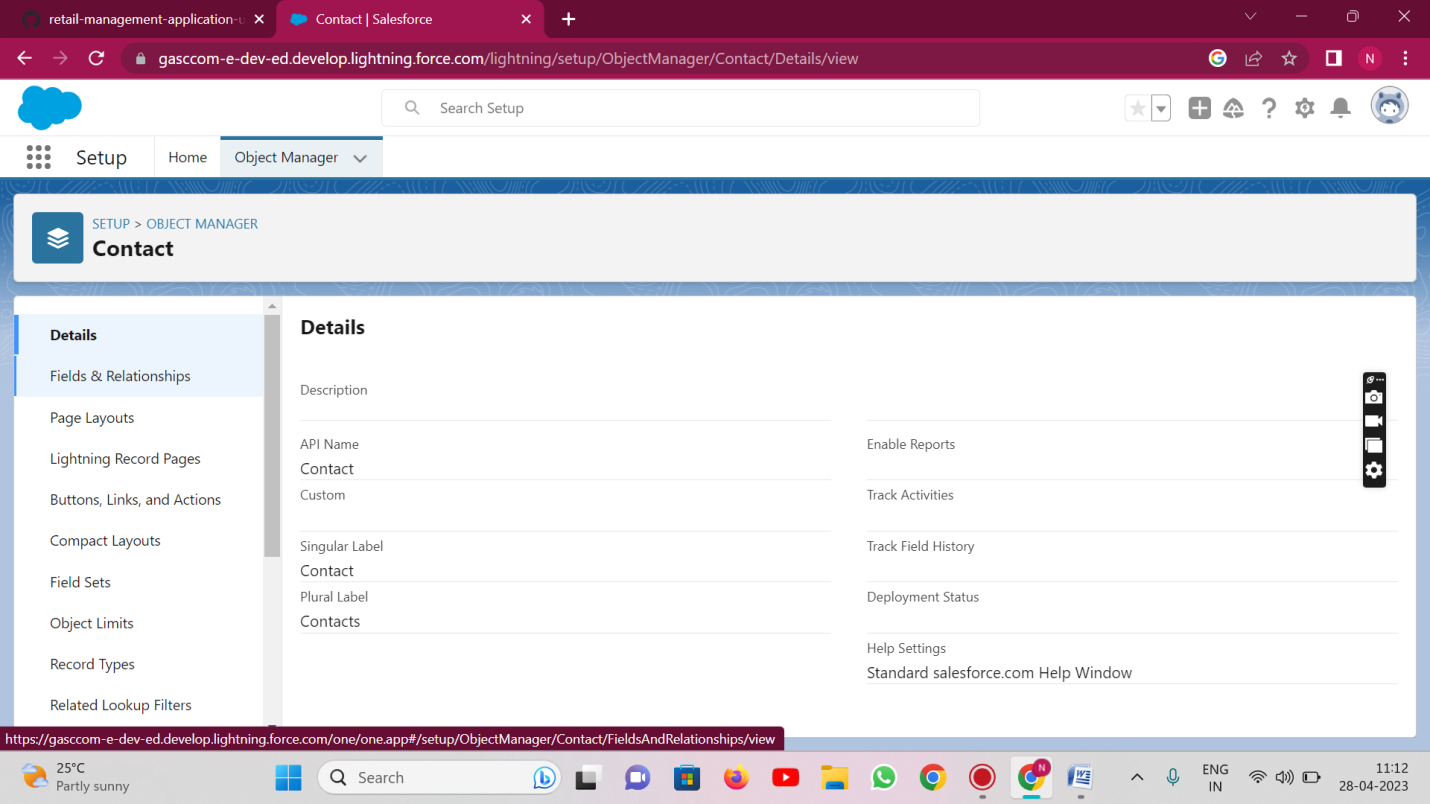 retail-management-application-u
Contact | Salesforce
gasccom-e-dev-ed.develop.lightning.force.com/lightning/setup/ObjectManager/Contact/Details/view
N
Search Setup
Setup
Home
Object Manager
SETUP > OBJECT MANAGER
Contact
Details
Fields & Relationships
Page Layouts
Lightning Record Pages
Buttons, Links, and Actions
Compact Layouts
Field Sets
Object Limits
Record Types
Related Lookup Filters
Details
Description
API Name
Contact
Custom
Singular Label
Contact
Plural Label
Contacts
Enable Reports
Track Activities
Track Field History
Deployment Status
Help Settings
Standard salesforce.com Help Window
https://gasccom-e-dev-ed.develop.lightning.force.com/one/one.app#/setup/ObjectManager/Contact/FieldsAndRelationships/view
25°C
Partly sunny
Search
N
ENG
IN
11:12
28-04-2023